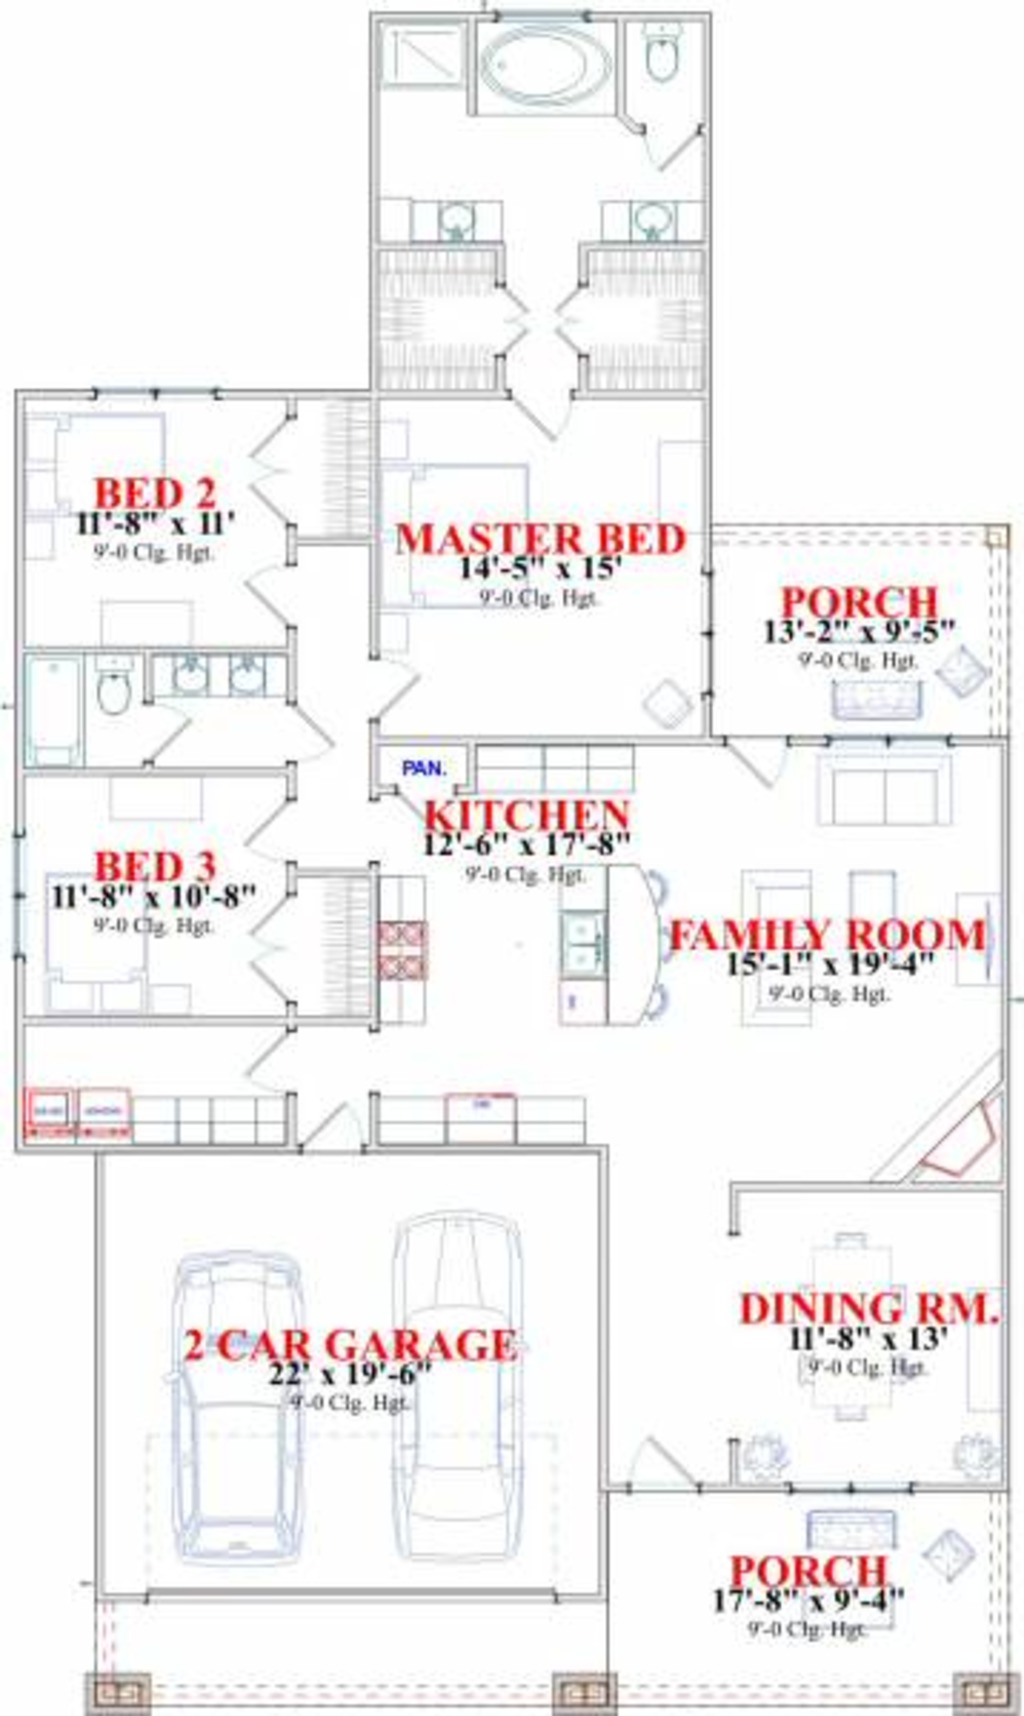 BED 2
11'-8" x 11'
9'-0 Clg. Hgt.
MASTER BED
14'-5" x 15'
9'-0 Clg. Hgt.
PORCH
13'-2" x 9'-5"
9'-0 Clg. Hgt.
PAN.
KITCHEN
12'-6" x 17'-8"
9'-0 Clg. Hgt.
BED 3
11'-8" x 10'-8"
9'-0 Clg. Hgt.
FAMILY ROOM
15'-1" x 19'-4"
9'-0 Clg. Hgt.
DINING RM.
11'-8" x 13'
9'-0 Clg. Hgt.
2 CAR GARAGE
22' x 19'-6"
9'-0 Clg. Hgt.
PORCH
17'-8" x 9'-4"
9'-0 Clg. Hgt.